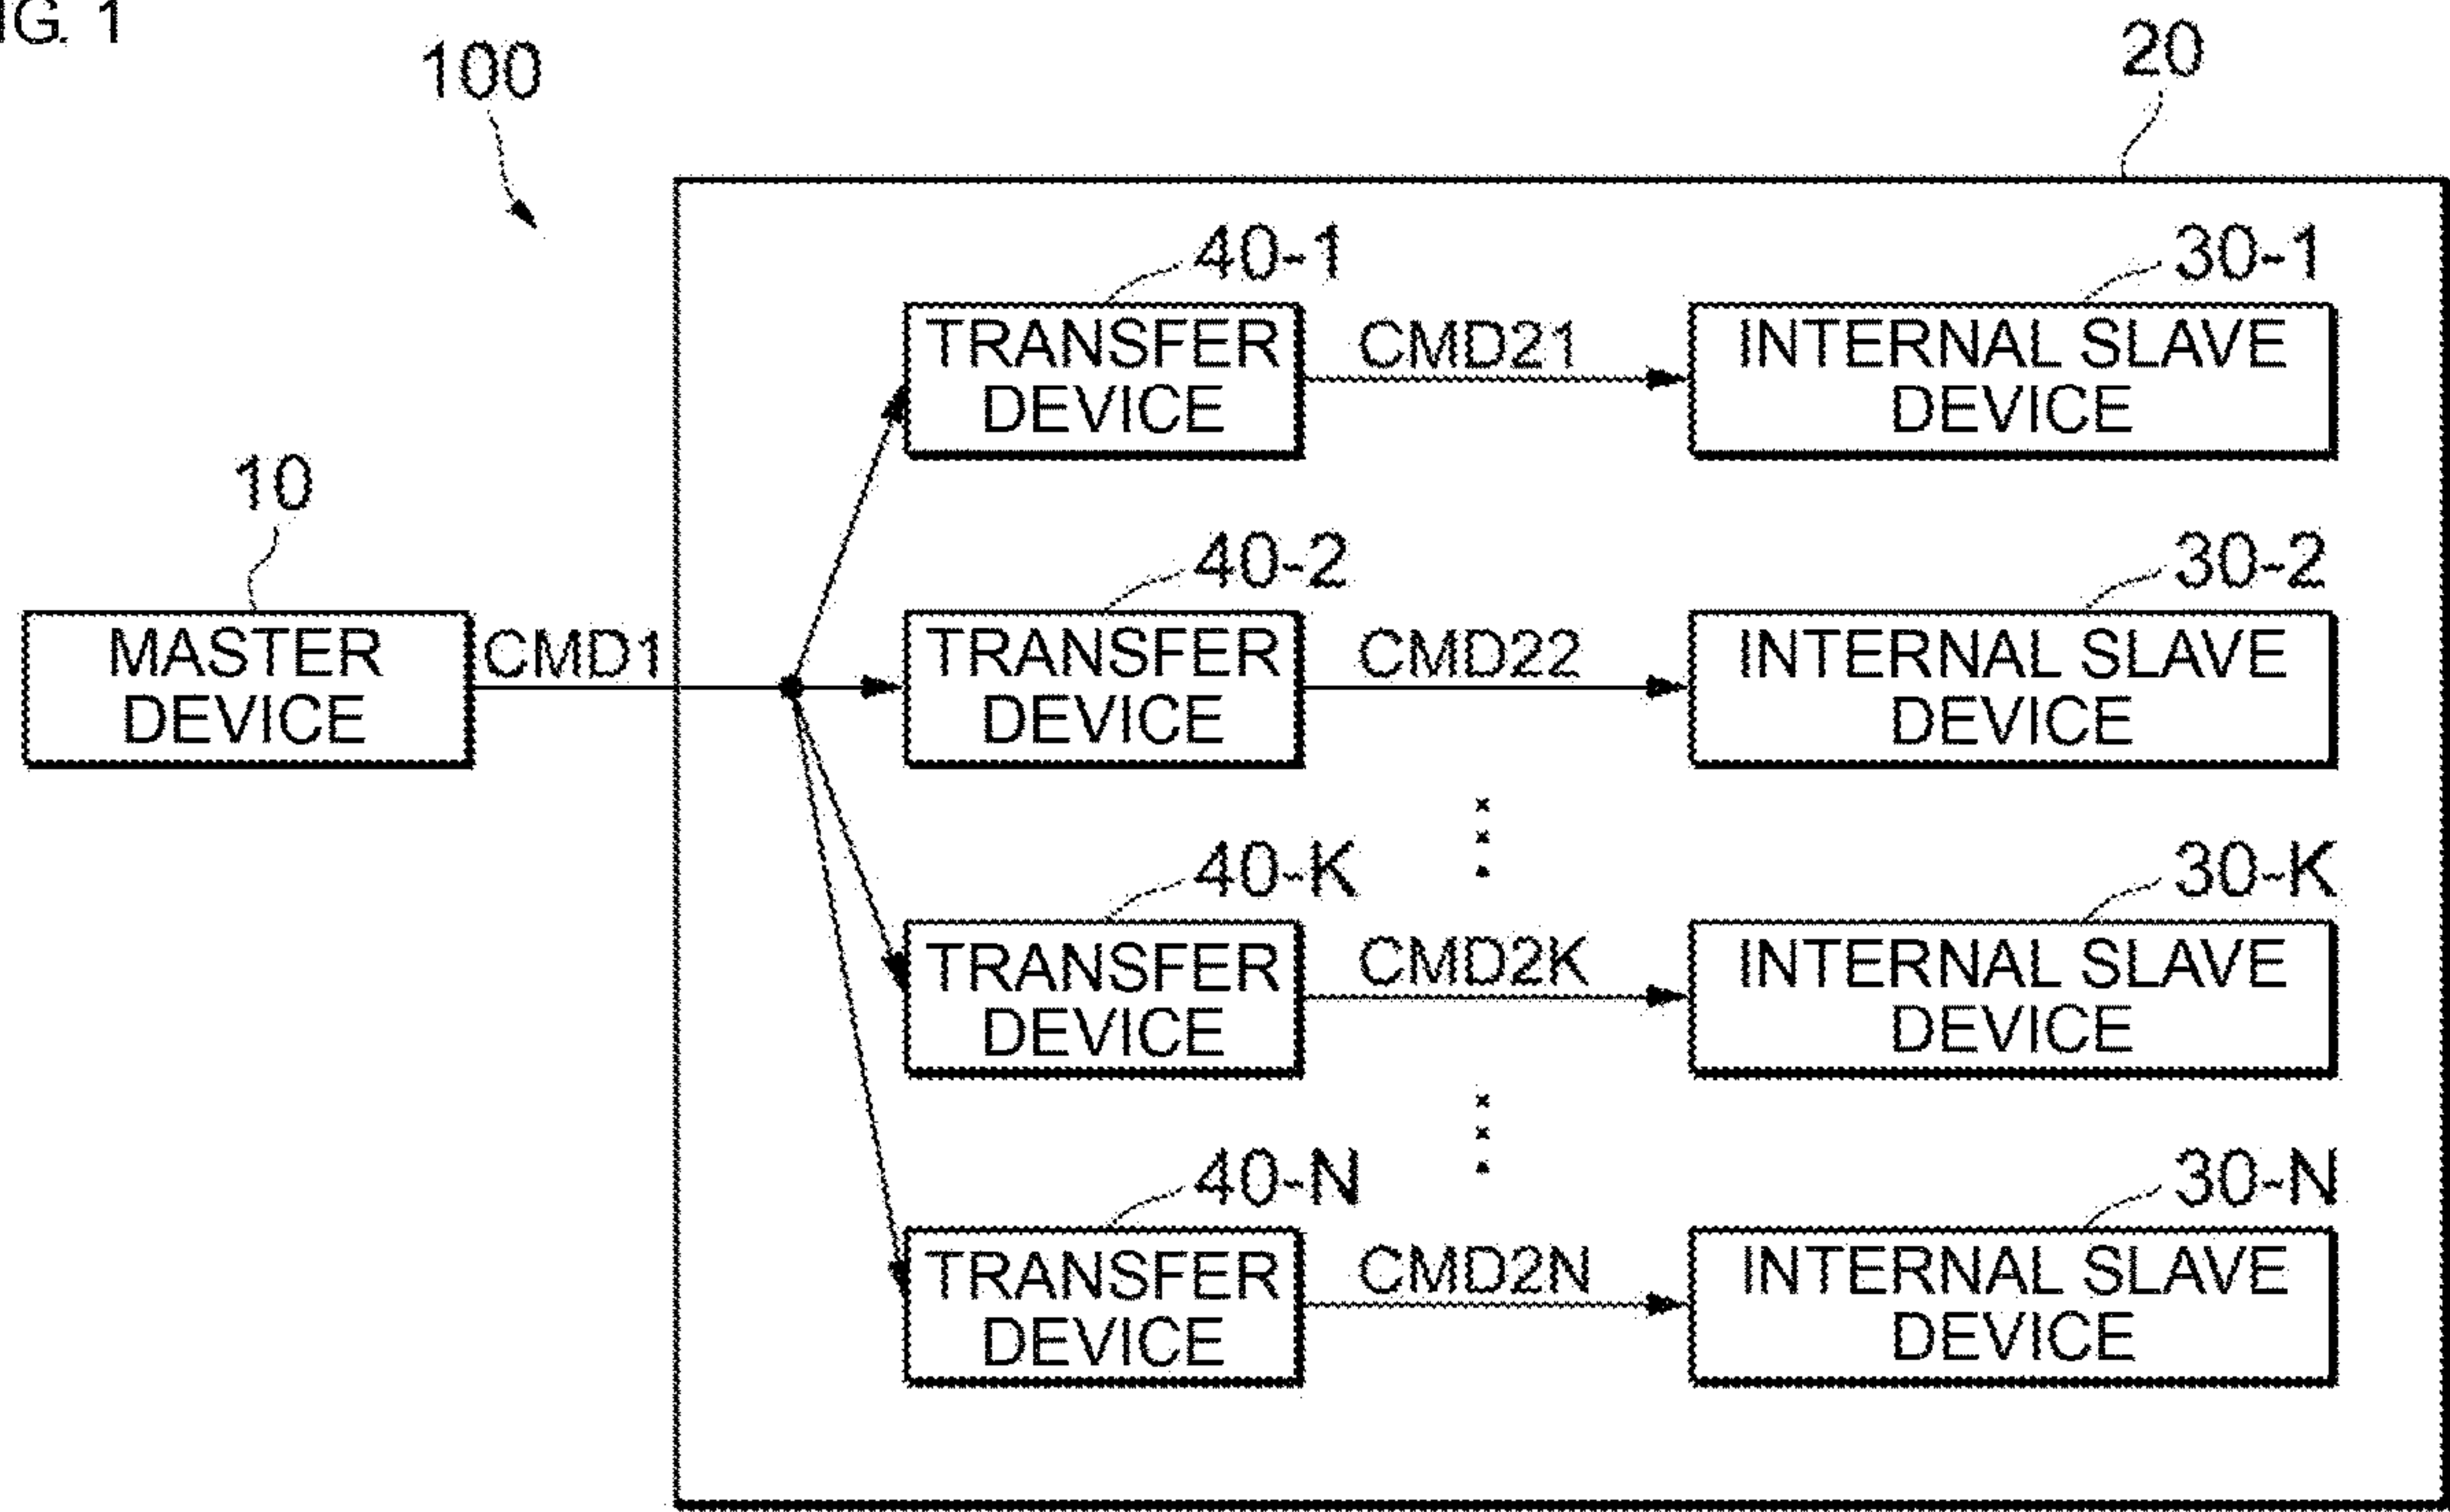 IG. 1
100
20
40-1
30-1
TRANSFER
DEVICE
CMD21
INTERNAL SLAVE
DEVICE
10
40-2
30-2
MASTER
DEVICE
CMD1
TRANSFER
DEVICE
CMD22
INTERNAL SLAVE
DEVICE
40-K
30-K
TRANSFER
DEVICE
CMD2K
INTERNAL SLAVE
DEVICE
40-N
30-N
TRANSFER
DEVICE
CMD2N
INTERNAL SLAVE
DEVICE